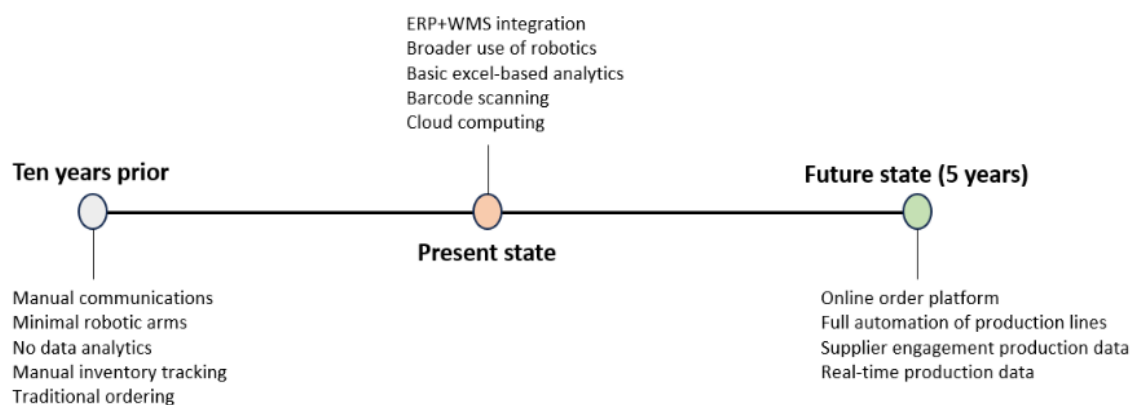 ERP+WMS integration
Broader use of robotics
Basic excel-based analytics
Barcode scanning
Cloud computing
Ten years prior
Future state (5 years)
Present state
Manual communications
Minimal robotic arms
No data analytics
Manual inventory tracking
Traditional ordering
Online order platform
Full automation of production lines
Supplier engagement production data
Real-time production data